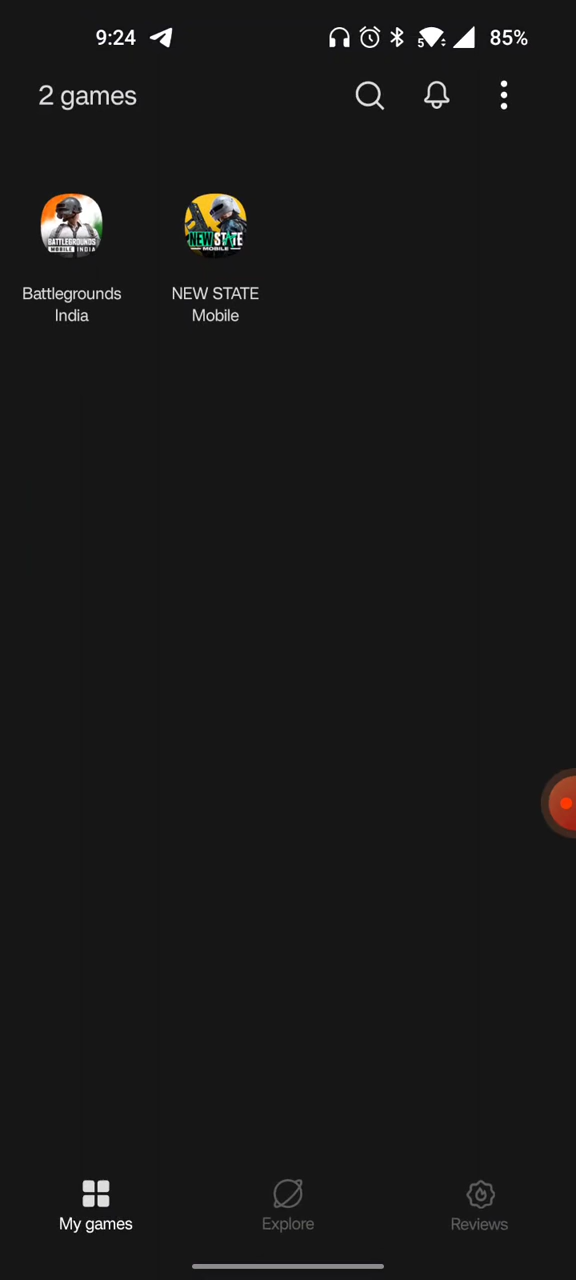 9:24
5
85%
2 games
BATTLEGROUNDS
MOBILE INDIA
NEW STATE
MOBILE
Battlegrounds
India
NEW STATE
Mobile
My games
Explore
Reviews